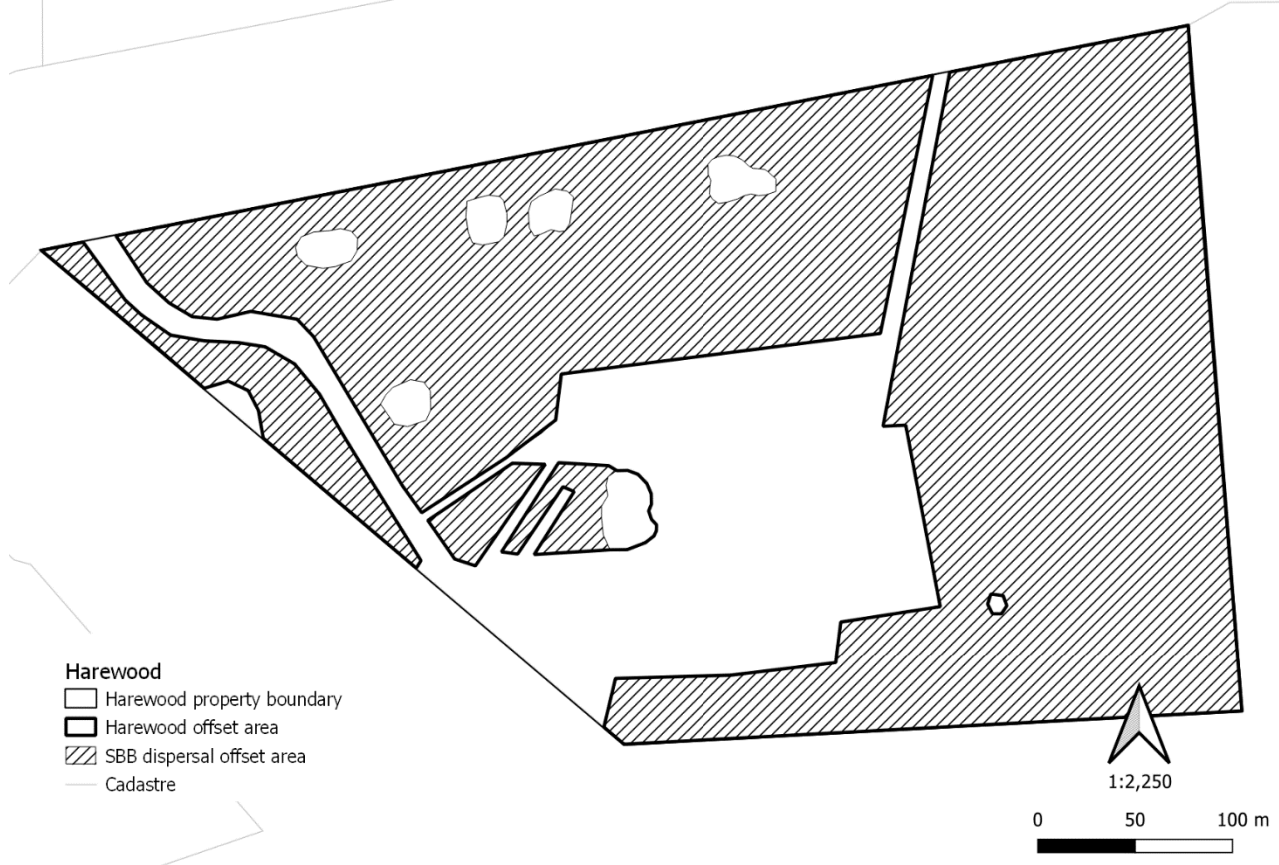 Harewood
Harewood property boundary
Harewood offset area
SBB dispersal offset area
Cadastre
1:2,250
0 50 100 m